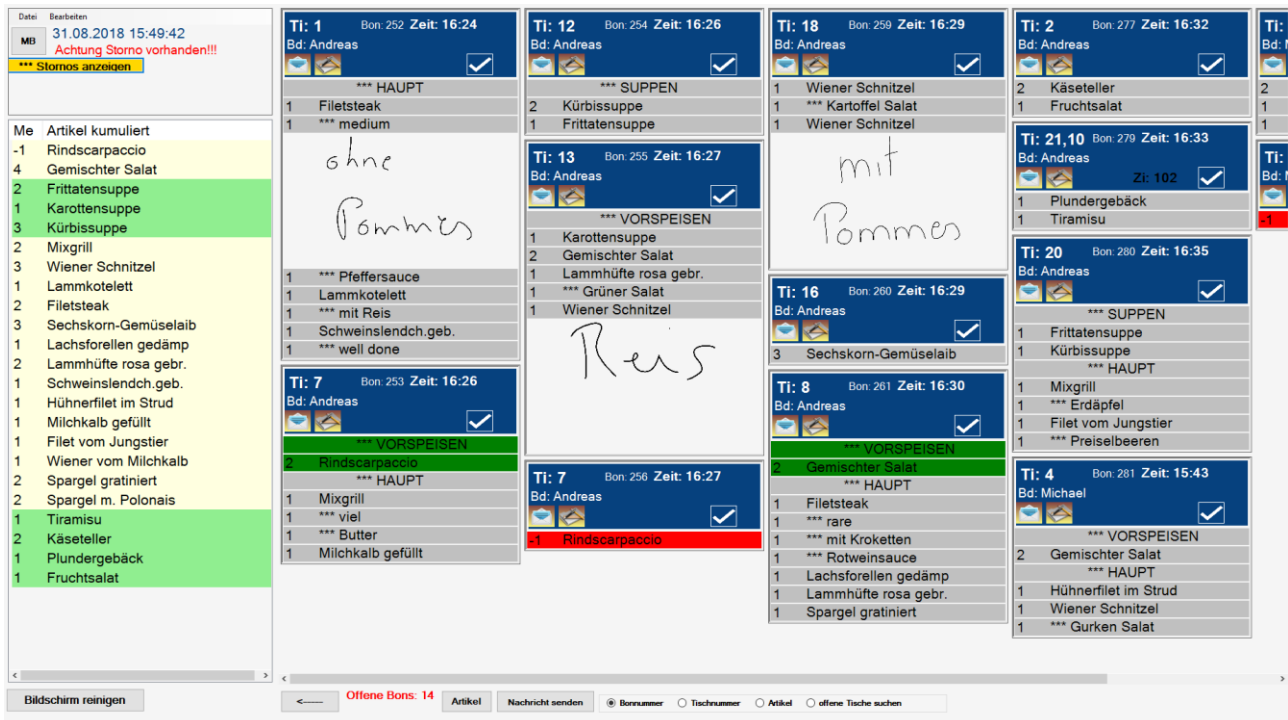 Datei Bearbeiten
MB 31.08.2018 15:49:42
Achtung Storno vorhanden!!!
*** Stornos anzeigen
Me Artikel kumuliert
-1 Rindscarpaccio
4 Gemischter Salat
2 Frittatensuppe
1 Karottensuppe
3 Kürbissuppe
2 Mixgrill
3 Wiener Schnitzel
1 Lammkotelett
2 Filetsteak
3 Sechskorn-Gemüselaib
1 Lachsforellen gedämp
2 Lammhüfte rosa gebr.
1 Schweinslendch.geb.
1 Hühnerfilet im Strud
1 Milchkalb gefüllt
1 Filet vom Jungstier
1 Wiener vom Milchkalb
2 Spargel gratiniert
2 Spargel m. Polonais
1 Tiramisu
2 Käseteller
1 Plundergebäck
1 Fruchtsalat
Bildschirm reinigen
Ti: 1 Bon: 252 Zeit: 16:24
Bd: Andreas
*** HAUPT
1 Filetsteak
1 *** medium
ohne
Pommes
1 *** Pfeffersauce
1 Lammkotelett
1 *** mit Reis
1 Schweinslendch.geb.
1 *** well done
Ti: 7 Bon: 253 Zeit: 16:26
Bd: Andreas
*** VORSPEISEN
2 Rindscarpaccio
*** HAUPT
1 Mixgrill
1 *** viel
1 *** Butter
1 Milchkalb gefüllt
Ti: 12 Bon: 254 Zeit: 16:26
Bd: Andreas
*** SUPPEN
2 Kürbissuppe
1 Frittatensuppe
Ti: 13 Bon: 255 Zeit: 16:27
Bd: Andreas
*** VORSPEISEN
1 Karottensuppe
2 Gemischter Salat
1 Lammhüfte rosa gebr.
1 *** Grüner Salat
1 Wiener Schnitzel
Reis
Ti: 7 Bon: 256 Zeit: 16:27
Bd: Andreas
-1 Rindscarpaccio
Ti: 18 Bon: 259 Zeit: 16:29
Bd: Andreas
1 Wiener Schnitzel
1 *** Kartoffel Salat
1 Wiener Schnitzel
mit
Pommes
Ti: 16 Bon: 260 Zeit: 16:29
Bd: Andreas
3 Sechskorn-Gemüselaib
Ti: 8 Bon: 261 Zeit: 16:30
Bd: Andreas
*** VORSPEISEN
2 Gemischter Salat
*** HAUPT
1 Filetsteak
1 *** rare
1 *** mit Kroketten
1 *** Rotweinsauce
1 Lachsforellen gedämp
1 Lammhüfte rosa gebr.
1 Spargel gratiniert
Ti: 2 Bon: 277 Zeit: 16:32
Bd: Andreas
2 Käseteller
1 Fruchtsalat
Ti: 21,10 Bon: 279 Zeit: 16:33
Bd: Andreas
Zi: 102
1 Plundergebäck
1 Tiramisu
Ti: 20 Bon: 280 Zeit: 16:35
Bd: Andreas
*** SUPPEN
1 Frittatensuppe
1 Kürbissuppe
*** HAUPT
1 Mixgrill
1 *** Erdäpfel
1 Filet vom Jungstier
1 *** Preiselbeeren
Ti: 4 Bon: 281 Zeit: 15:43
Bd: Michael
*** VORSPEISEN
2 Gemischter Salat
*** HAUPT
1 Hühnerfilet im Strud
1 Wiener Schnitzel
1 *** Gurken Salat
Ti:
Bd:
2
1
1
Ti:
Bd:
-1
<------ Offene Bons: 14 Artikel Nachricht senden Bonnummer Tischnummer Artikel offene Tische suchen